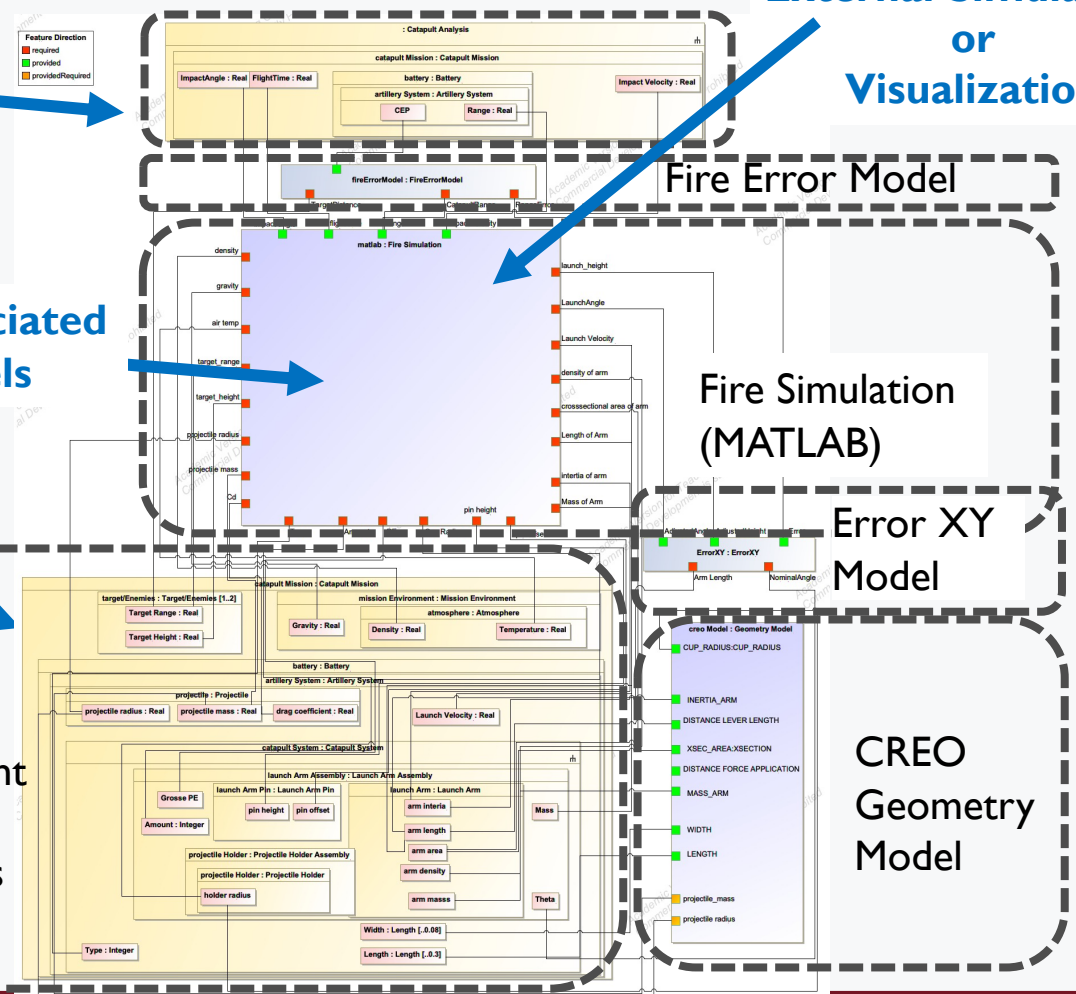 or
Visualizatio
Feature Direction
required
provided
providedRequired
: Catapult Analysis
catapult Mission : Catapult Mission
ImpactAngle : Real
FlightTime : Real
battery : Battery
Impact Velocity : Real
artillery System : Artillery System
CEP
Range : Real
fireErrorModel : FireErrorModel
Fire Error Model
matlab : Fire Simulation
density
gravity
air temp
target_range
target_height
projectile radius
projectile mass
Cd
launch_height
LaunchAngle
Launch Velocity
density of arm
crosssectional area of arm
Length of Arm
intertia of arm
Mass of Arm
pin height
ciated
els
Fire Simulation
(MATLAB)
ErrorXY : ErrorXY
Arm Length
NominalAngle
Error XY
Model
catapult Mission : Catapult Mission
target/Enemies : Target/Enemies [1..2]
Target Range : Real
Target Height : Real
mission Environment : Mission Environment
Gravity : Real
atmosphere : Atmosphere
Density : Real
Temperature : Real
battery : Battery
artillery System : Artillery System
projectile : Projectile
projectile radius : Real
projectile mass : Real
drag coefficient : Real
Launch Velocity : Real
catapult System : Catapult System
launch Arm Assembly : Launch Arm Assembly
Grosse PE
Amount : Integer
launch Arm Pin : Launch Arm Pin
pin height
pin offset
launch Arm : Launch Arm
arm interia
arm length
arm area
arm density
arm masss
Mass
Theta
projectile Holder : Projectile Holder Assembly
projectile Holder : Projectile Holder
holder radius
Width : Length [..0.08]
Length : Length [..0.3]
Type : Integer
nt
s
creo Model : Geometry Model
CUP_RADIUS:CUP_RADIUS
INERTIA_ARM
DISTANCE LEVER LENGTH
XSEC_AREA:XSECTION
DISTANCE FORCE APPLICATION
MASS_ARM
WIDTH
LENGTH
projectile_mass
projectile radius
CREO
Geometry
Model